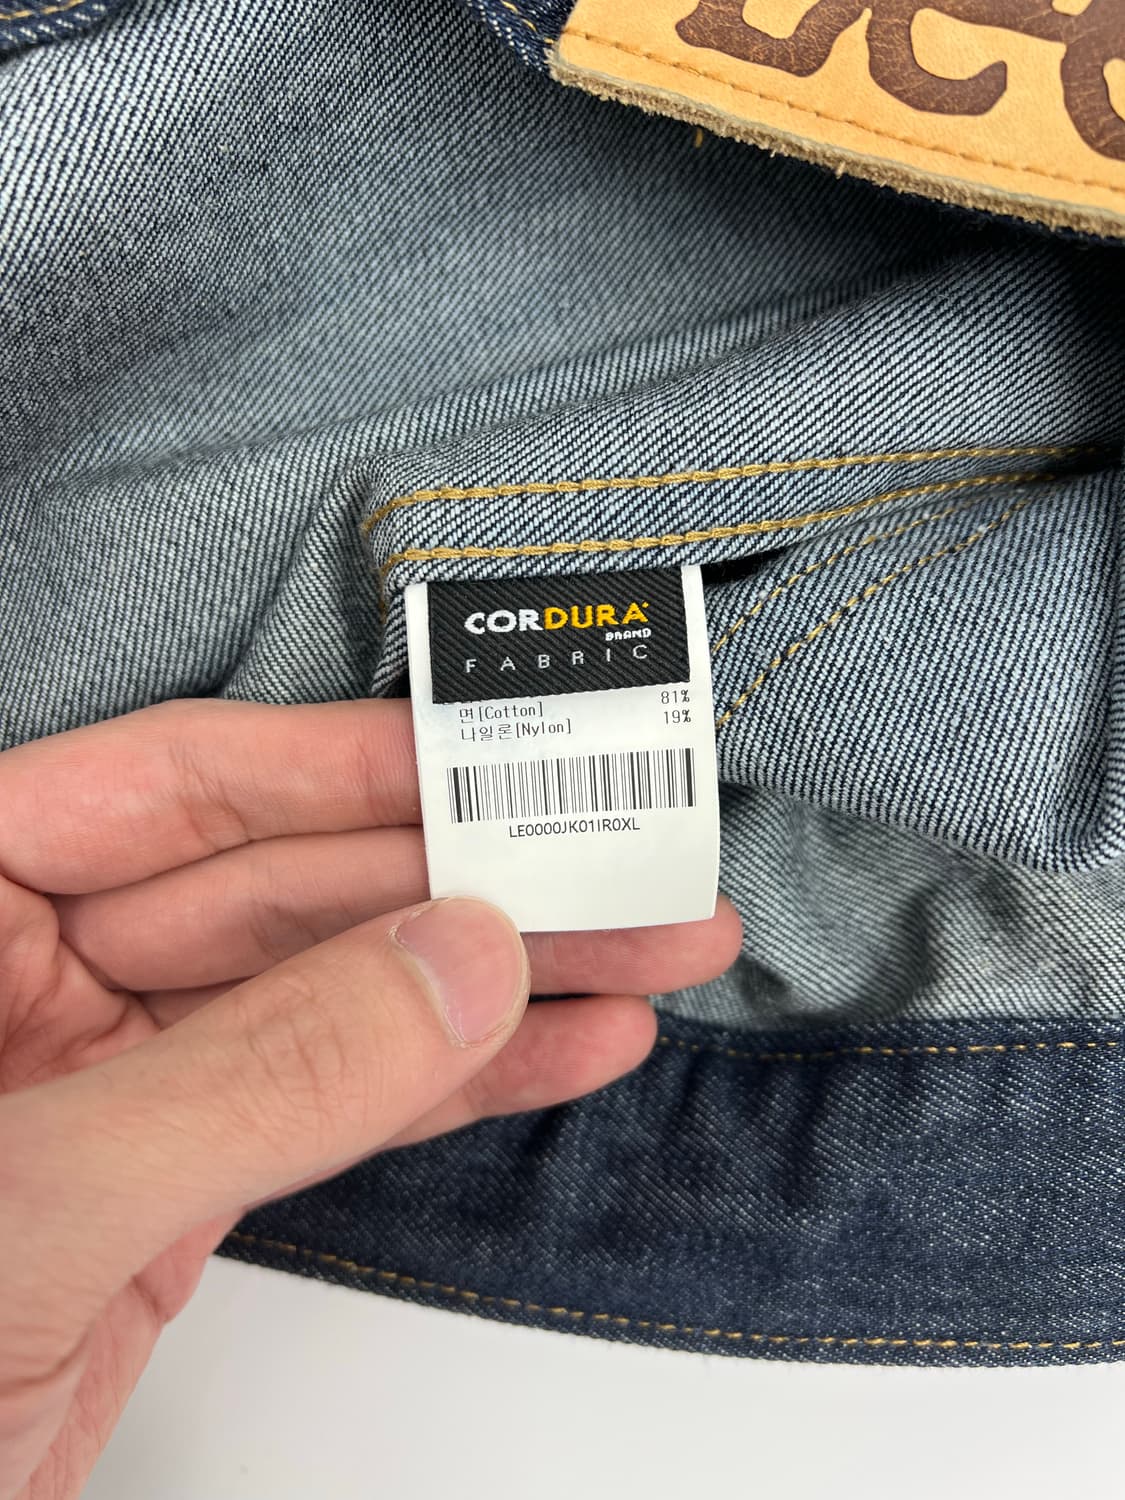 CORDURA
BRAND
FABRIC
면[Cotton] 81%
나일론[Nylon] 19%
LE0000JK01IR0XL